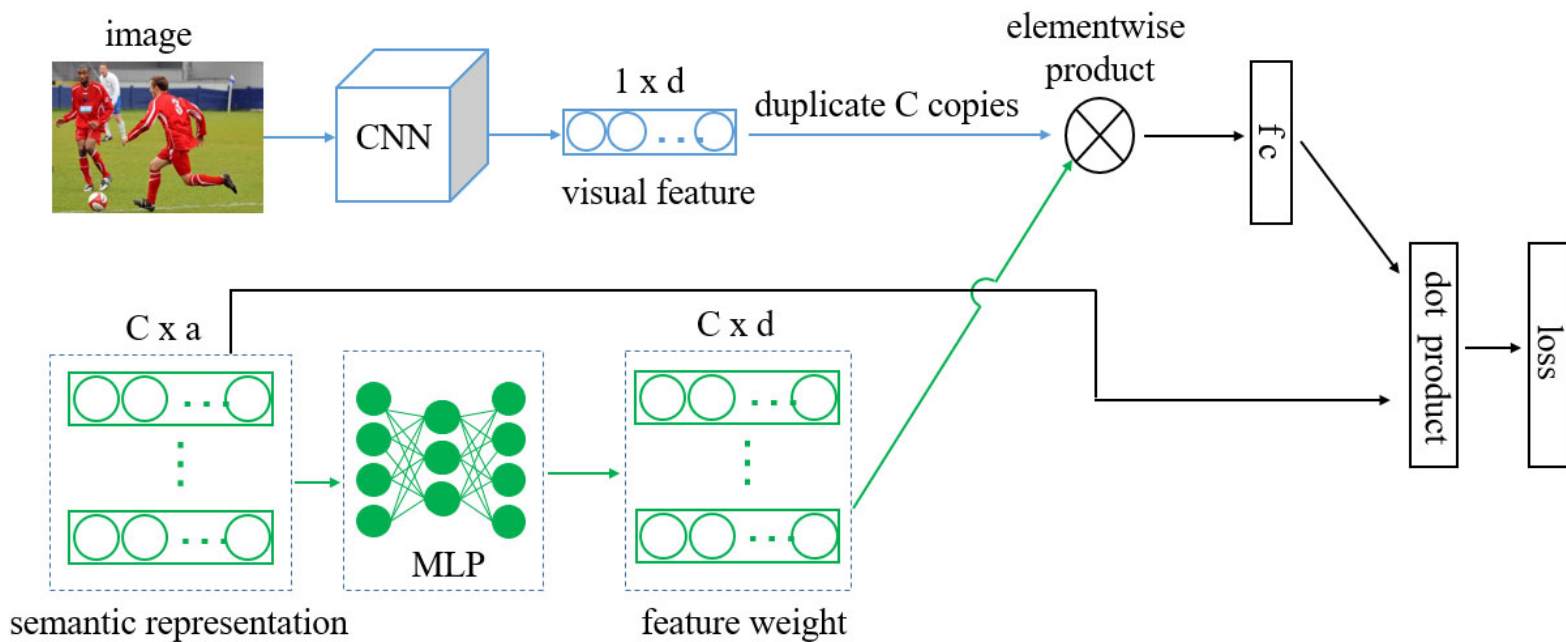 image
elementwise
product
1 x d
duplicate C copies
CNN
fc
visual feature
C x a
C x d
dot product
loss
MLP
semantic representation
feature weight